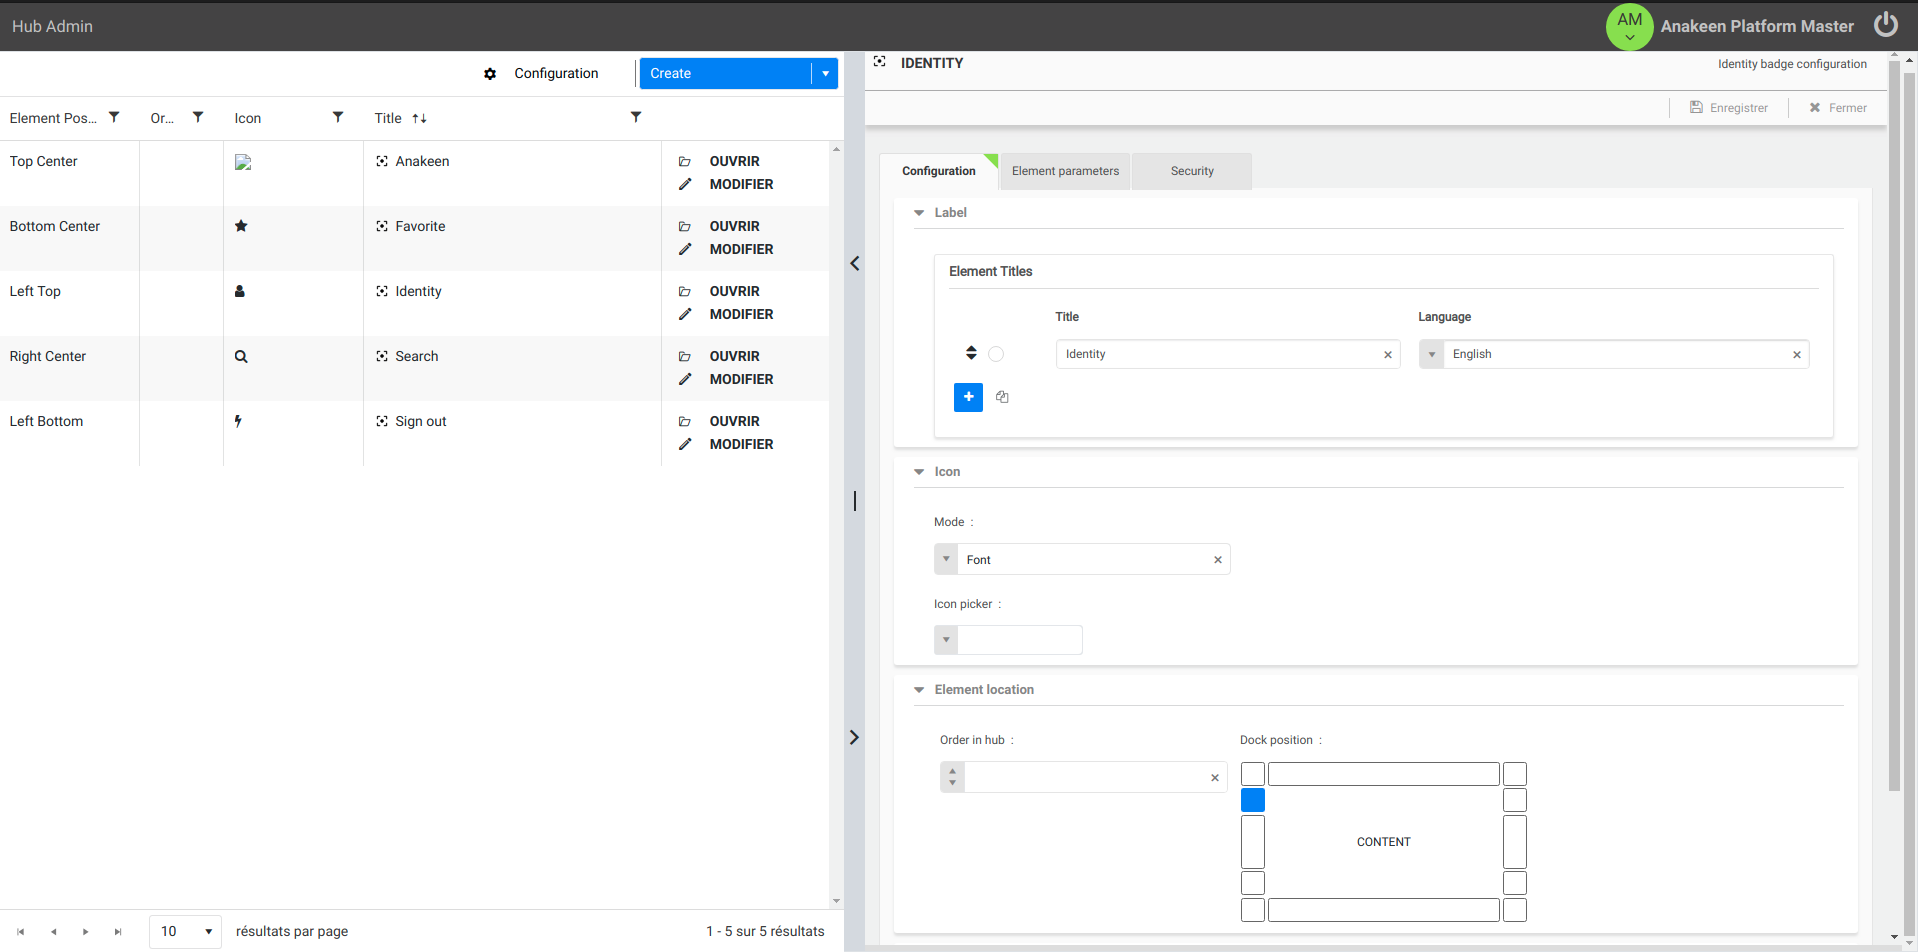 Hub Admin
AM
Anakeen Platform Master
Configuration
Create
Element Pos...
Or...
Icon
Title
Top Center
Anakeen
OUVRIR
MODIFIER
Bottom Center
Favorite
OUVRIR
MODIFIER
Left Top
Identity
OUVRIR
MODIFIER
Right Center
Search
OUVRIR
MODIFIER
Left Bottom
Sign out
OUVRIR
MODIFIER
10
résultats par page
1 - 5 sur 5 résultats
IDENTITY
Identity badge configuration
Enregistrer
Fermer
Configuration
Element parameters
Security
Label
Element Titles
Title
Language
Identity
English
Icon
Mode :
Font
Icon picker :
Element location
Order in hub :
Dock position :
CONTENT